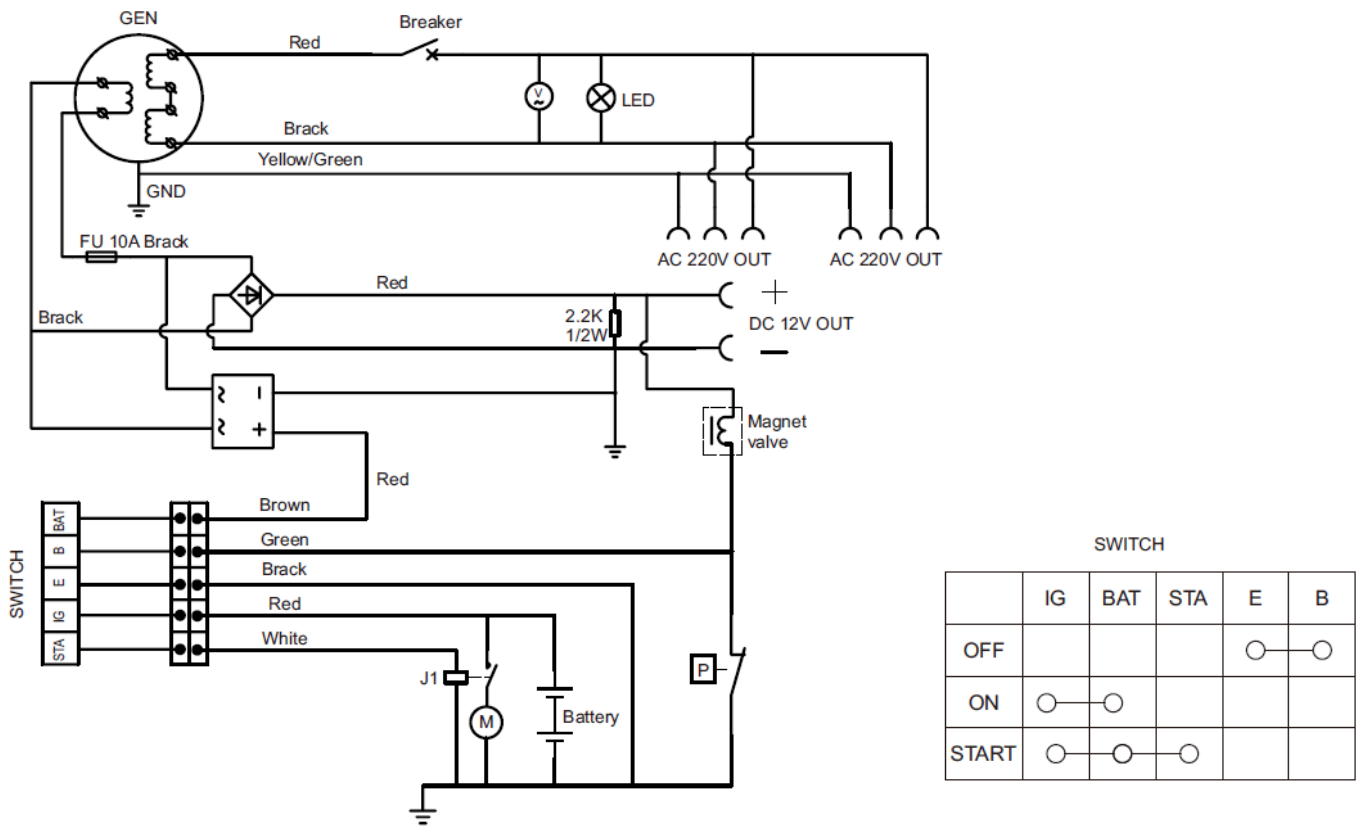 GEN
Breaker
Red
V
LED
Brack
Yellow/Green
GND
FU 10A Brack
AC 220V OUT
AC 220V OUT
Red
+
Brack
2.2K
1/2W
DC 12V OUT
−
~ −
~ +
Magnet
valve
Red
SWITCH
BAT
B
E
IG
STA
Brown
Green
Brack
Red
White
J1
M
Battery
P
SWITCH
IG BAT STA E B
OFF
ON
START